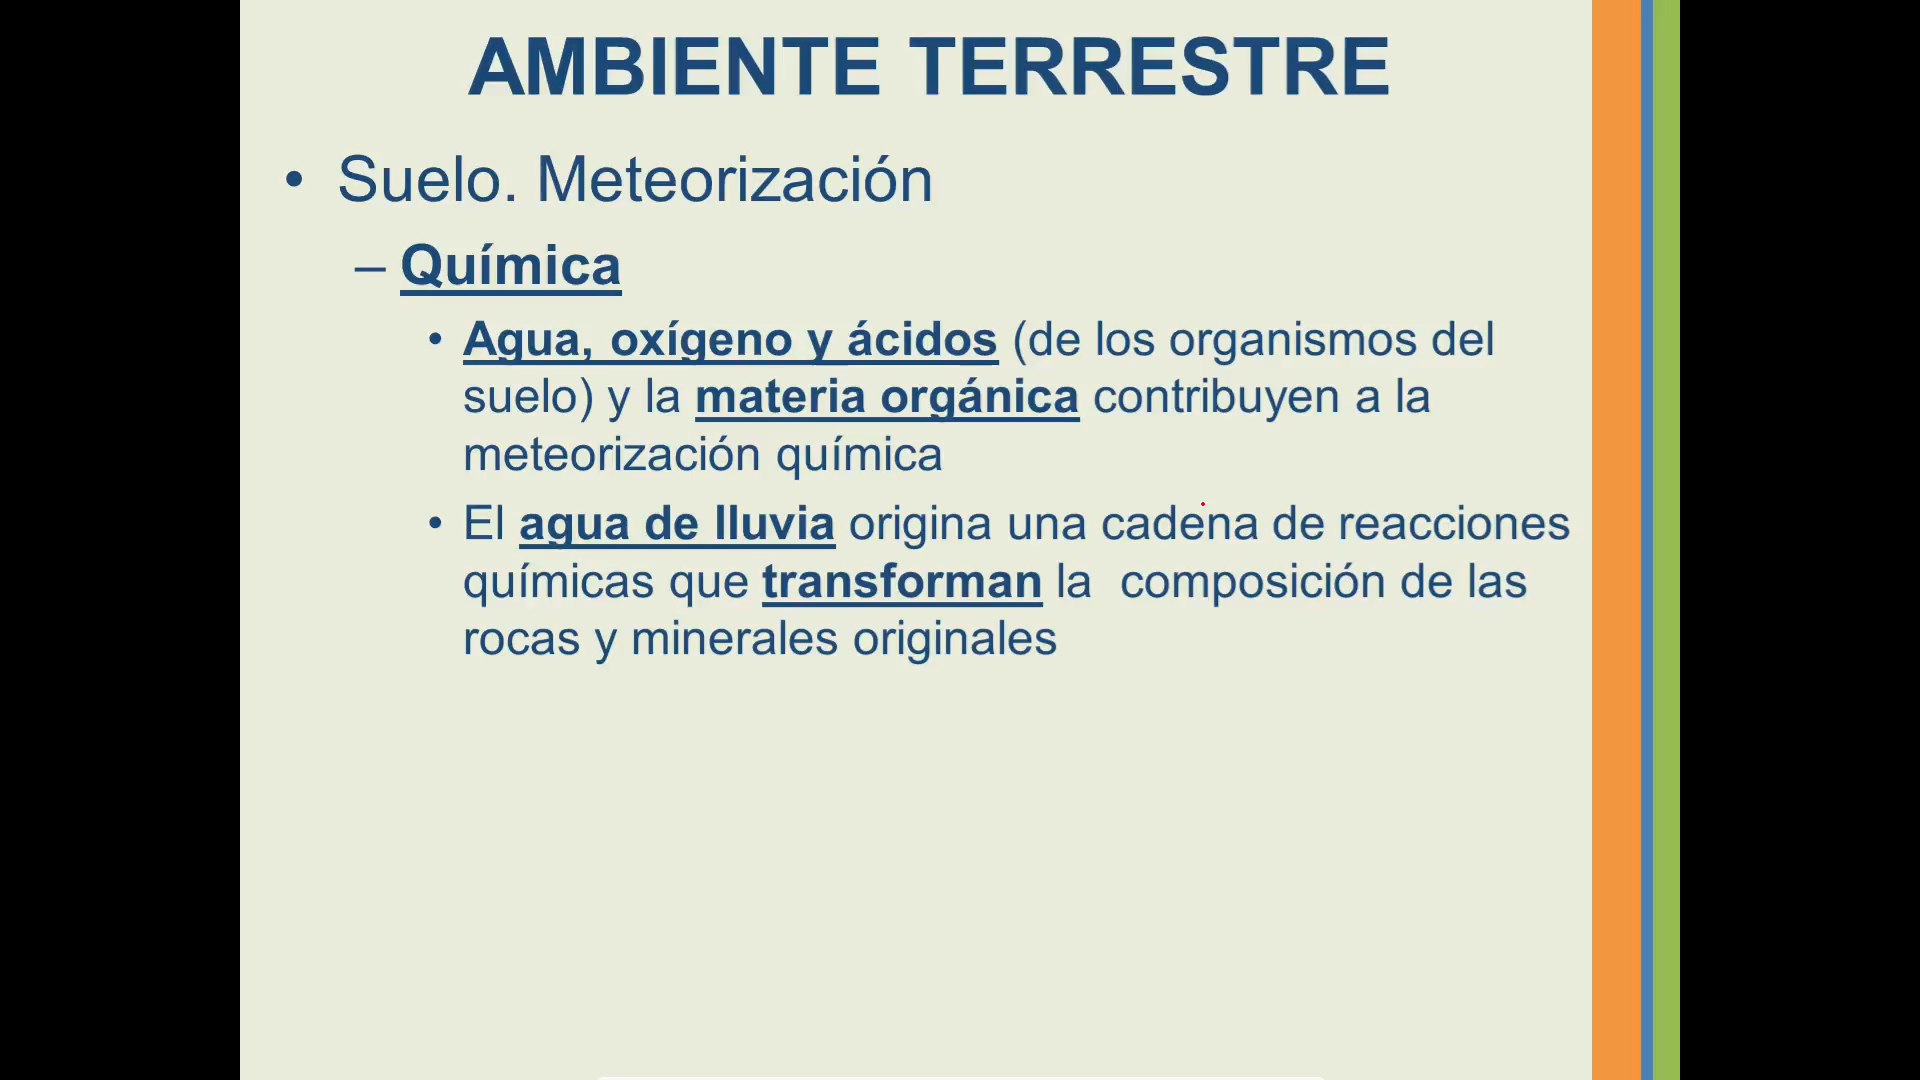 AMBIENTE TERRESTRE
• Suelo. Meteorización
– Química
• Agua, oxígeno y ácidos (de los organismos del
suelo) y la materia orgánica contribuyen a la
meteorización química
• El agua de lluvia origina una cadena de reacciones
químicas que transforman la composición de las
rocas y minerales originales